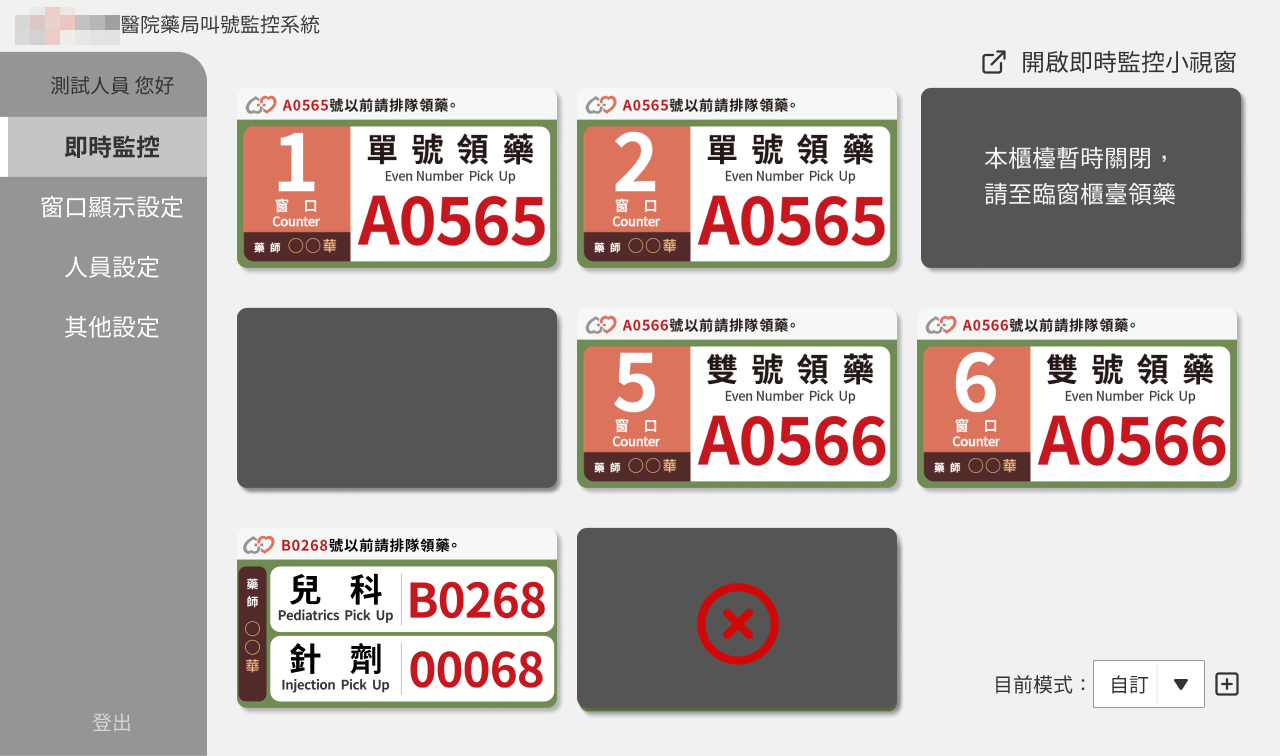 醫院藥局叫號監控系統
測試人員 您好
即時監控
窗口顯示設定
人員設定
其他設定
登出
開啟即時監控小視窗
A0565號以前請排隊領藥。
1
窗 口
Counter
藥 師 〇〇華
單 號 領 藥
Even Number Pick Up
A0565
A0565號以前請排隊領藥。
2
窗 口
Counter
藥 師 〇〇華
單 號 領 藥
Even Number Pick Up
A0565
本櫃檯暫時關閉，
請至臨窗櫃臺領藥
A0566號以前請排隊領藥。
5
窗 口
Counter
藥 師 〇〇華
雙 號 領 藥
Even Number Pick Up
A0566
A0566號以前請排隊領藥。
6
窗 口
Counter
藥 師 〇〇華
雙 號 領 藥
Even Number Pick Up
A0566
B0268號以前請排隊領藥。
藥師 〇〇華
兒 科
Pediatrics Pick Up
B0268
針 劑
Injection Pick Up
00068
目前模式：自訂